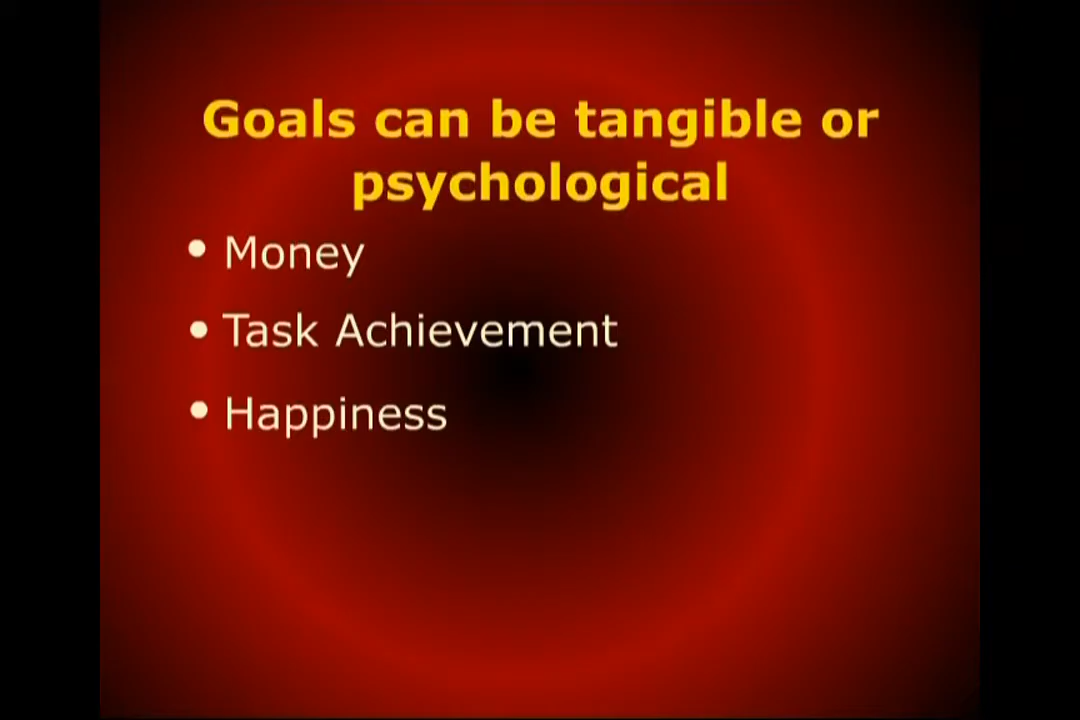 Goals can be tangible or
psychological
• Money
• Task Achievement
• Happiness